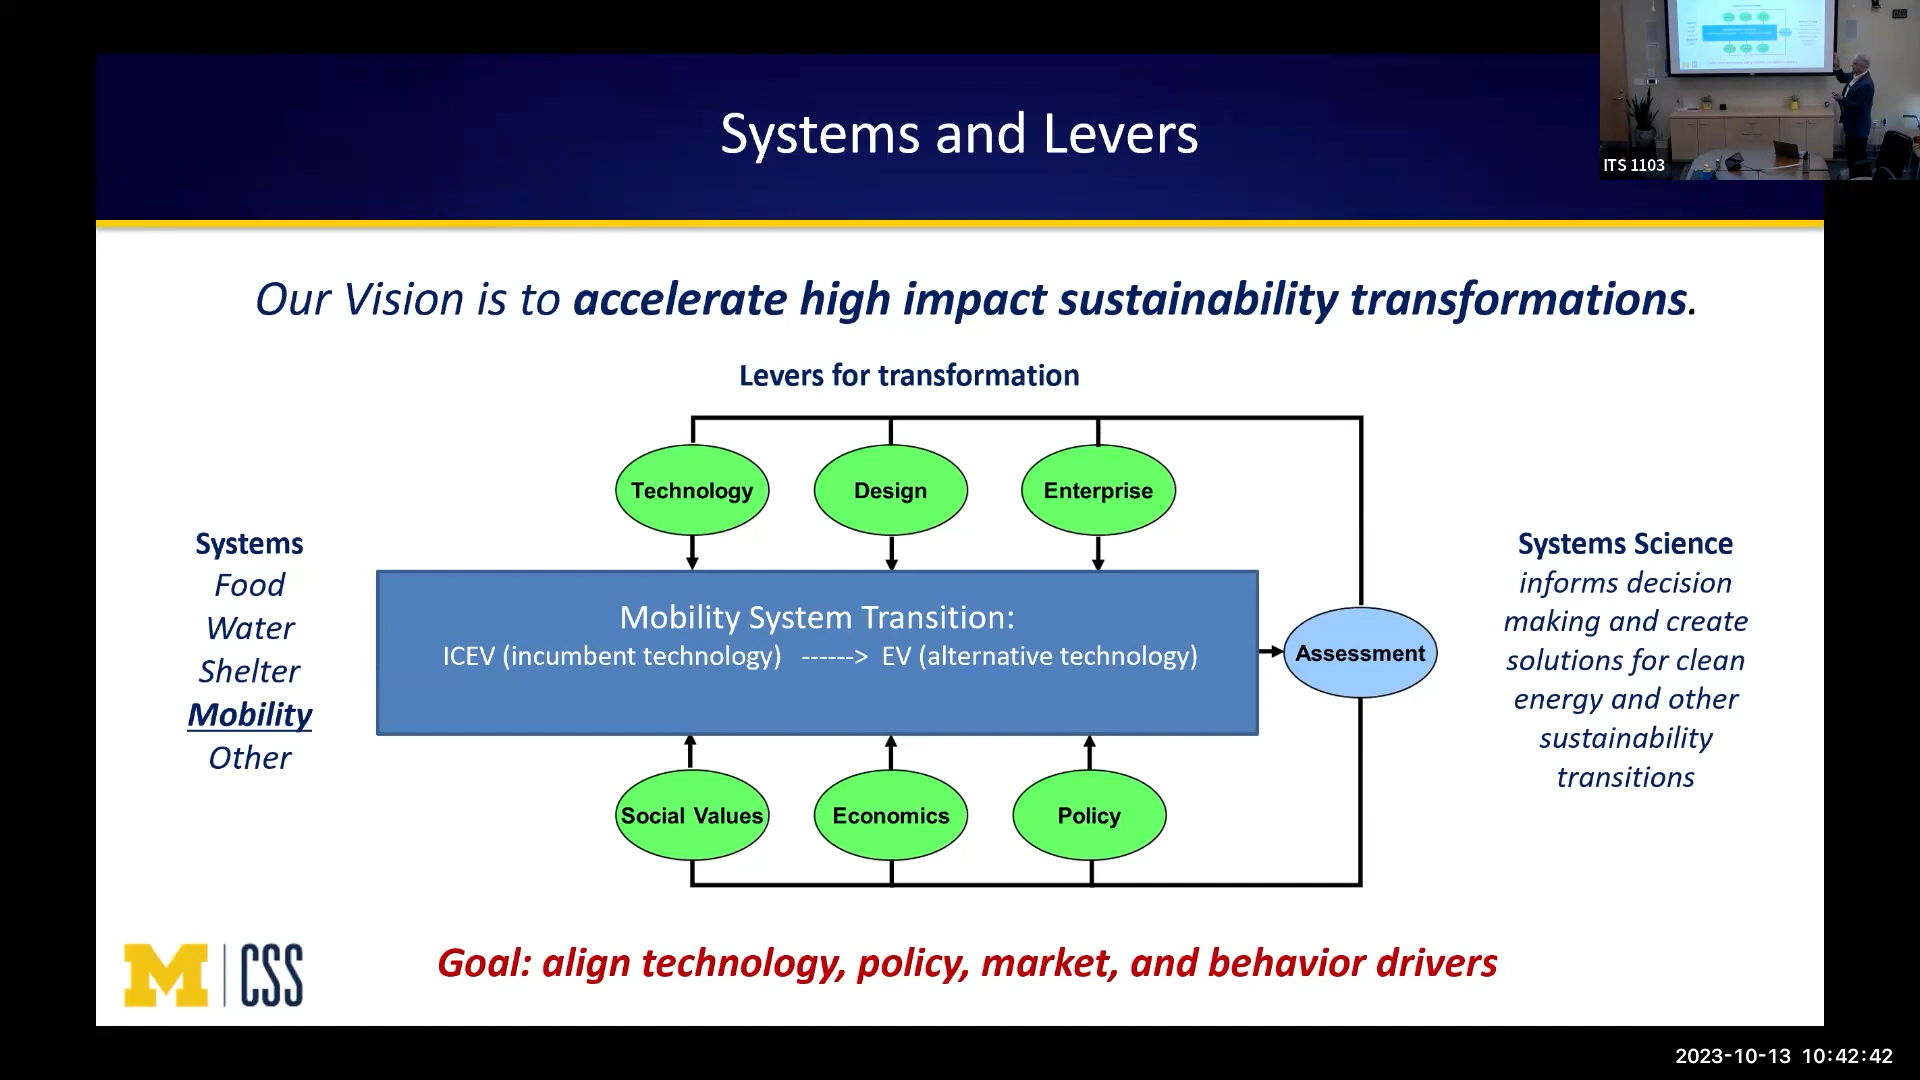 Systems and Levers
ITS 1103
Our Vision is to accelerate high impact sustainability transformations.
Levers for transformation
Technology
Design
Enterprise
Systems
Food
Water
Shelter
Mobility
Other
Mobility System Transition:
ICEV (incumbent technology) ------> EV (alternative technology)
Assessment
Systems Science
informs decision
making and create
solutions for clean
energy and other
sustainability
transitions
Social Values
Economics
Policy
M | CSS
Goal: align technology, policy, market, and behavior drivers
2023-10-13 10:42:42